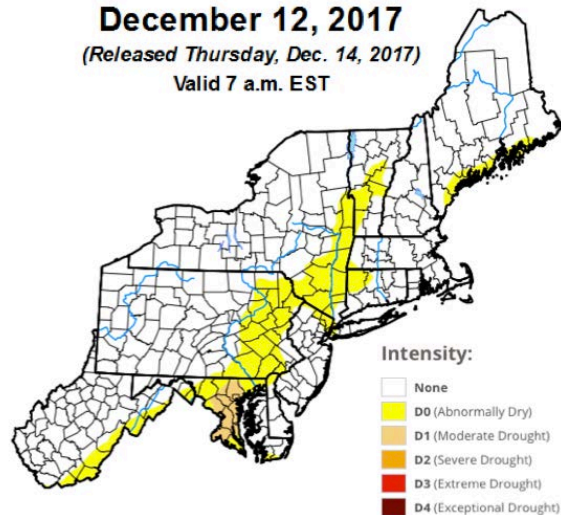 December 12, 2017
(Released Thursday, Dec. 14, 2017)
Valid 7 a.m. EST
Intensity:
None
D0 (Abnormally Dry)
D1 (Moderate Drought)
D2 (Severe Drought)
D3 (Extreme Drought)
D4 (Exceptional Drought)